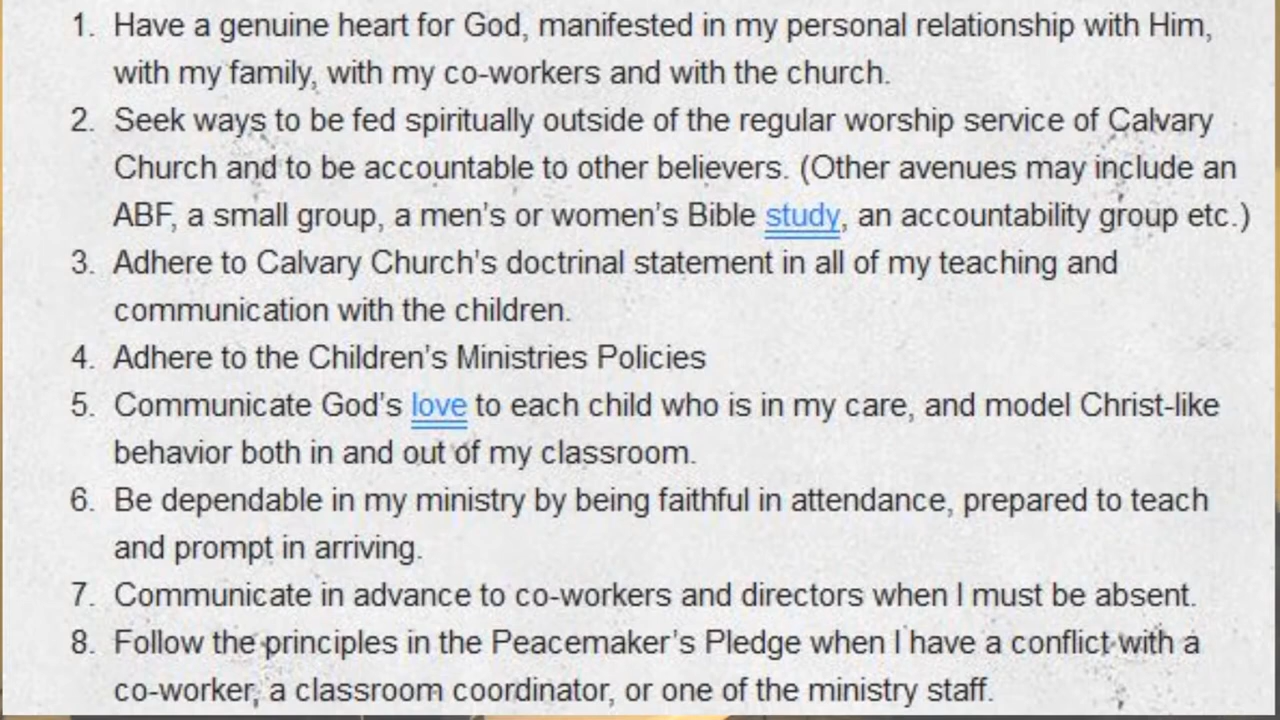 1. Have a genuine heart for God, manifested in my personal relationship with Him,
with my family, with my co-workers and with the church.
2. Seek ways to be fed spiritually outside of the regular worship service of Calvary
Church and to be accountable to other believers. (Other avenues may include an
ABF, a small group, a men’s or women’s Bible study, an accountability group etc.)
3. Adhere to Calvary Church’s doctrinal statement in all of my teaching and
communication with the children.
4. Adhere to the Children’s Ministries Policies
5. Communicate God’s love to each child who is in my care, and model Christ-like
behavior both in and out of my classroom.
6. Be dependable in my ministry by being faithful in attendance, prepared to teach
and prompt in arriving.
7. Communicate in advance to co-workers and directors when I must be absent.
8. Follow the principles in the Peacemaker’s Pledge when I have a conflict with a
co-worker, a classroom coordinator, or one of the ministry staff.